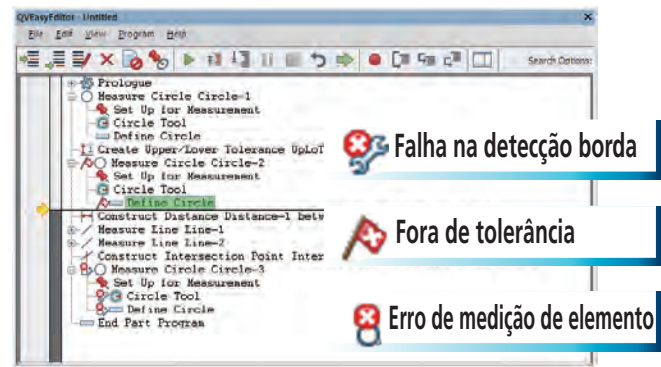 QVEasyEditor - Untitled
File Edit View Program Help
Search Options:
Prologue
Measure Circle Circle-1
Set Up for Measurement
Circle Tool
Define Circle
Create Upper/Lower Tolerance UpLoT
Measure Circle Circle-2
Set Up for Measurement
Circle Tool
Define Circle
Construct Distance Distance-1 betw
Measure Line Line-1
Measure Line Line-2
Construct Intersection Point Inter
Measure Circle Circle-3
Set Up for Measurement
Circle Tool
Define Circle
End Part Program
Falha na detecção borda
Fora de tolerância
Erro de medição de elemento